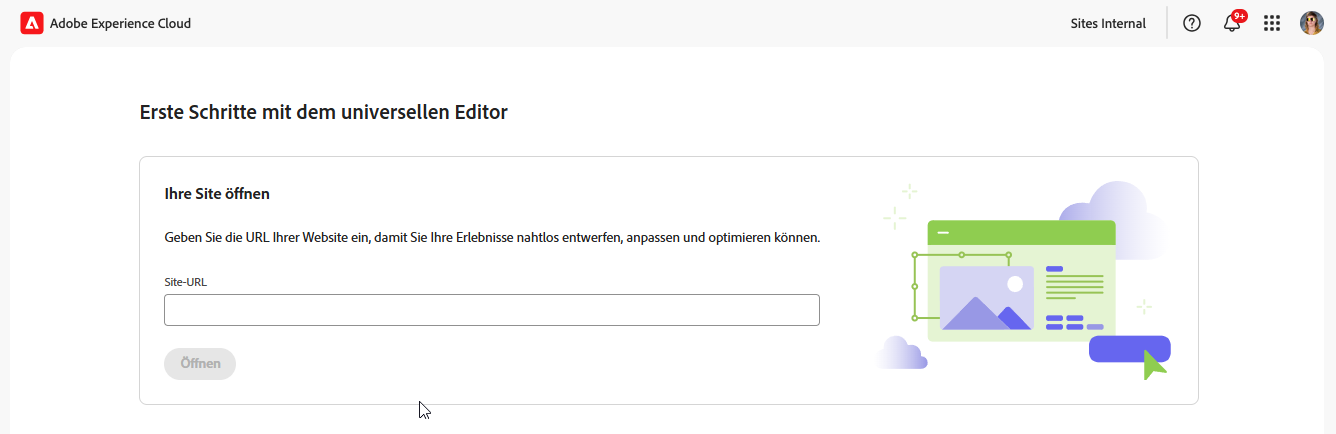 Adobe Experience Cloud
Sites Internal
9+
Erste Schritte mit dem universellen Editor
Ihre Site öffnen
Geben Sie die URL Ihrer Website ein, damit Sie Ihre Erlebnisse nahtlos entwerfen, anpassen und optimieren können.
Site-URL
Öffnen